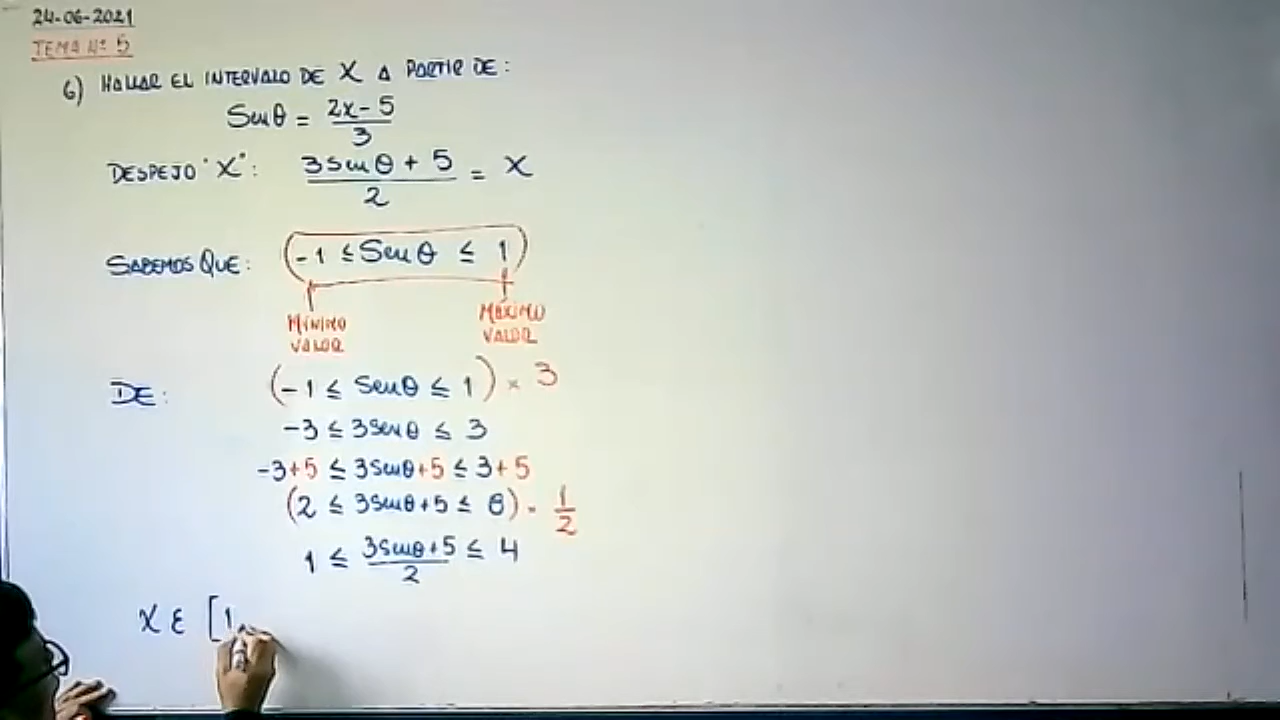 24-06-2021
TEMA Nº 5
6) HALLAR EL INTERVALO DE X A PARTIR DE:
Senθ = 2x-5/3
DESPEJO "X": 3senθ + 5/2 = X
SABEMOS QUE: (-1 ≤ Senθ ≤ 1)
MÍNIMO VALOR
MÁXIMO VALOR
DE: (-1 ≤ senθ ≤ 1) × 3
-3 ≤ 3senθ ≤ 3
-3+5 ≤ 3senθ+5 ≤ 3+5
(2 ≤ 3senθ+5 ≤ 8) · 1/2
1 ≤ 3senθ+5/2 ≤ 4
X ε [1,